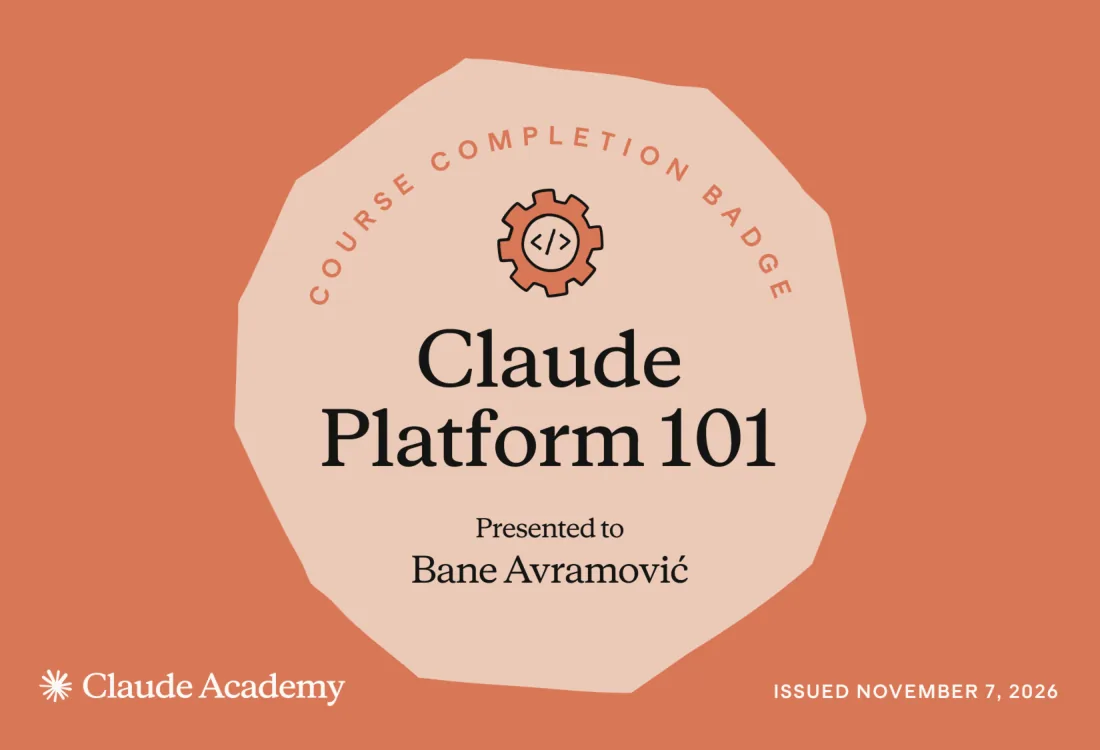 COURSE COMPLETION BADGE
</>
Claude
Platform 101
Presented to
Bane Avramović
Claude Academy
ISSUED NOVEMBER 7, 2026